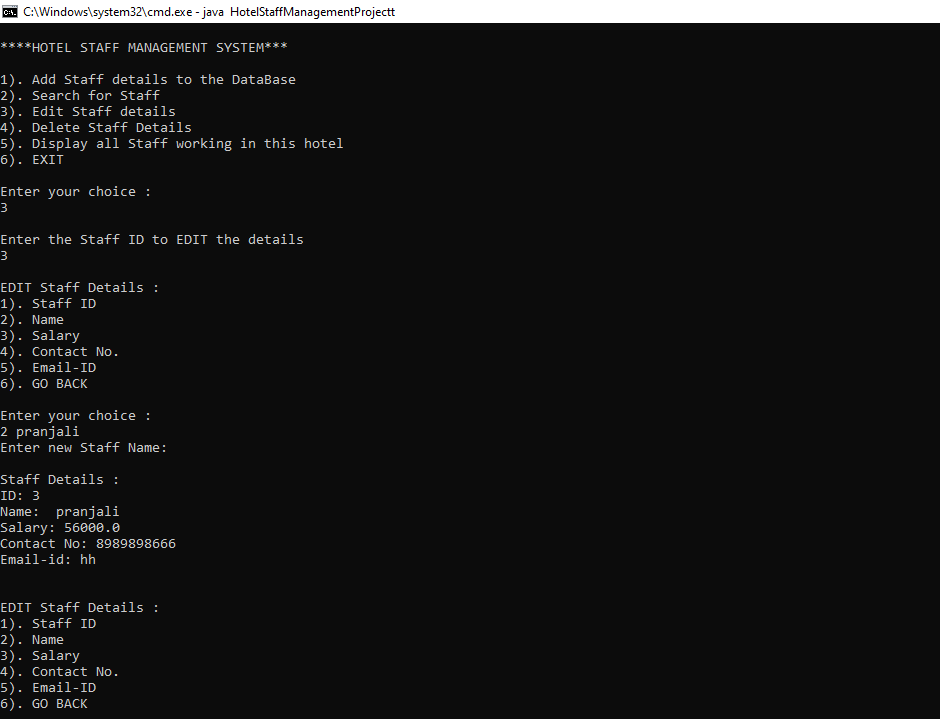 C:\Windows\system32\cmd.exe - java HotelStaffManagementProjectt
****HOTEL STAFF MANAGEMENT SYSTEM***
1). Add Staff details to the DataBase
2). Search for Staff
3). Edit Staff details
4). Delete Staff Details
5). Display all Staff working in this hotel
6). EXIT
Enter your choice :
3
Enter the Staff ID to EDIT the details
3
EDIT Staff Details :
1). Staff ID
2). Name
3). Salary
4). Contact No.
5). Email-ID
6). GO BACK
Enter your choice :
2 pranjali
Enter new Staff Name:
Staff Details :
ID: 3
Name:  pranjali
Salary: 56000.0
Contact No: 8989898666
Email-id: hh
EDIT Staff Details :
1). Staff ID
2). Name
3). Salary
4). Contact No.
5). Email-ID
6). GO BACK